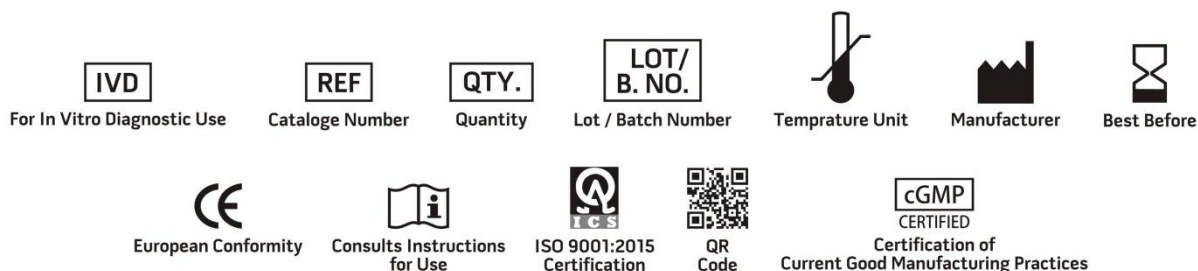 IVD
For In Vitro Diagnostic Use
REF
Cataloge Number
QTY.
Quantity
LOT/
B. NO.
Lot / Batch Number
Temprature Unit
Manufacturer
Best Before
CE
European Conformity
i
Consults Instructions
for Use
ICS
ISO 9001:2015
Certification
QR
Code
cGMP
CERTIFIED
Certification of
Current Good Manufacturing Practices